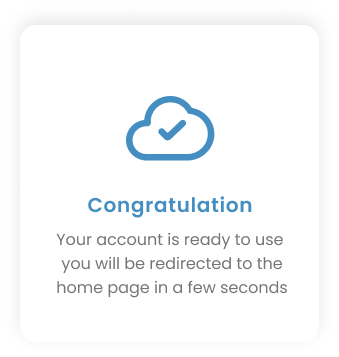 Congratulation
Your account is ready to use
you will be redirected to the
home page in a few seconds